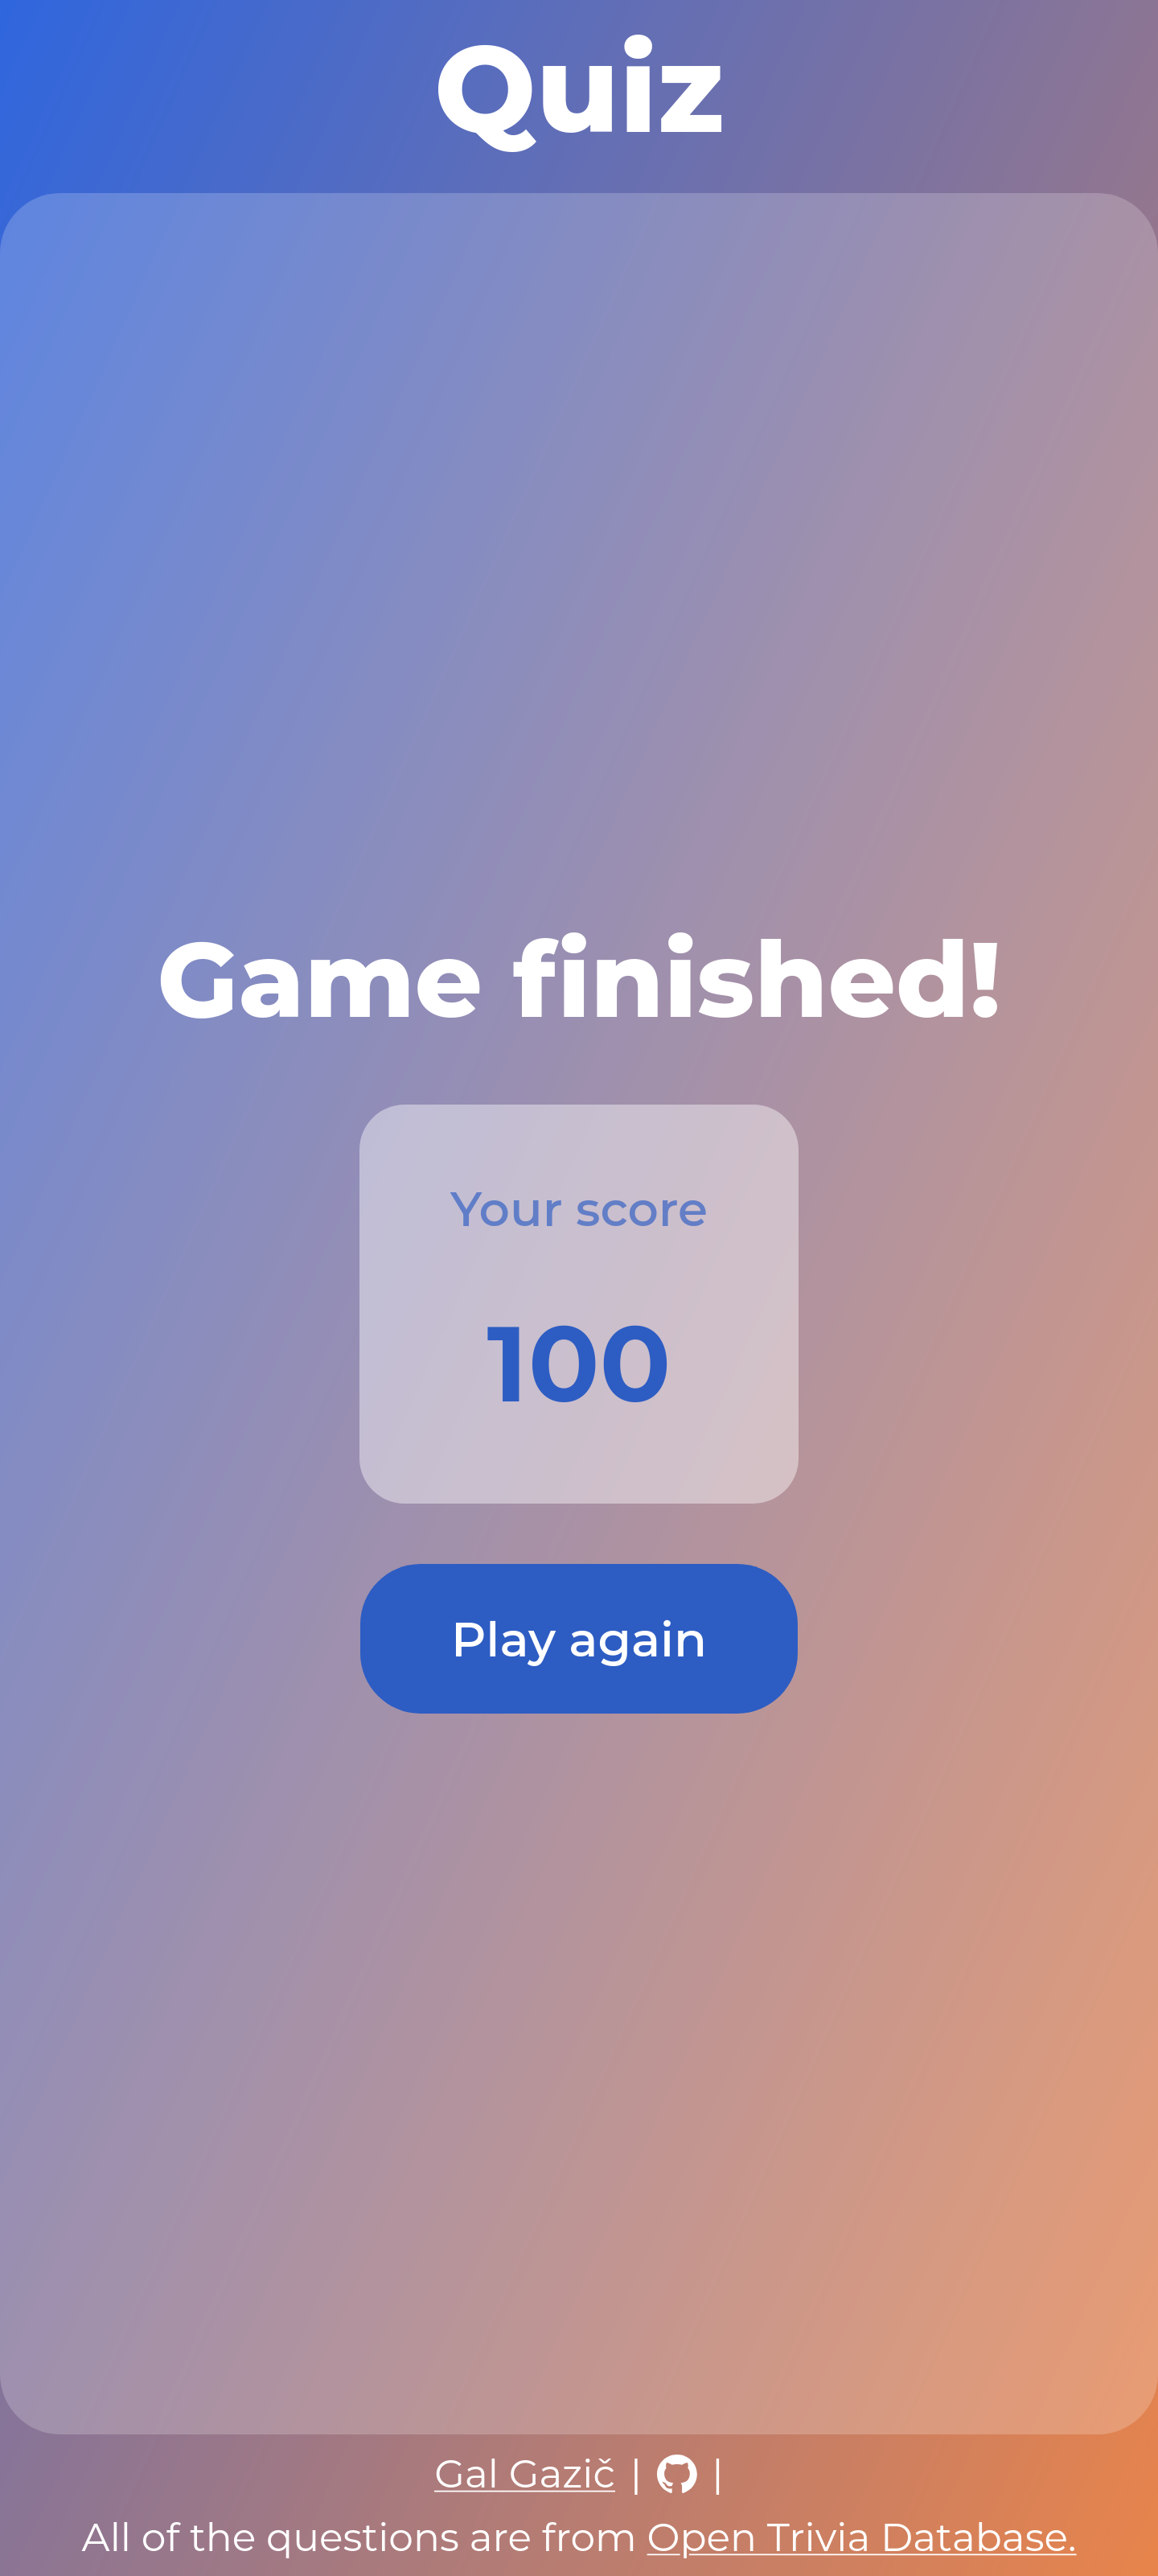 Quiz
Game finished!
Your score
100
Play again
Gal Gazič | |
All of the questions are from Open Trivia Database.